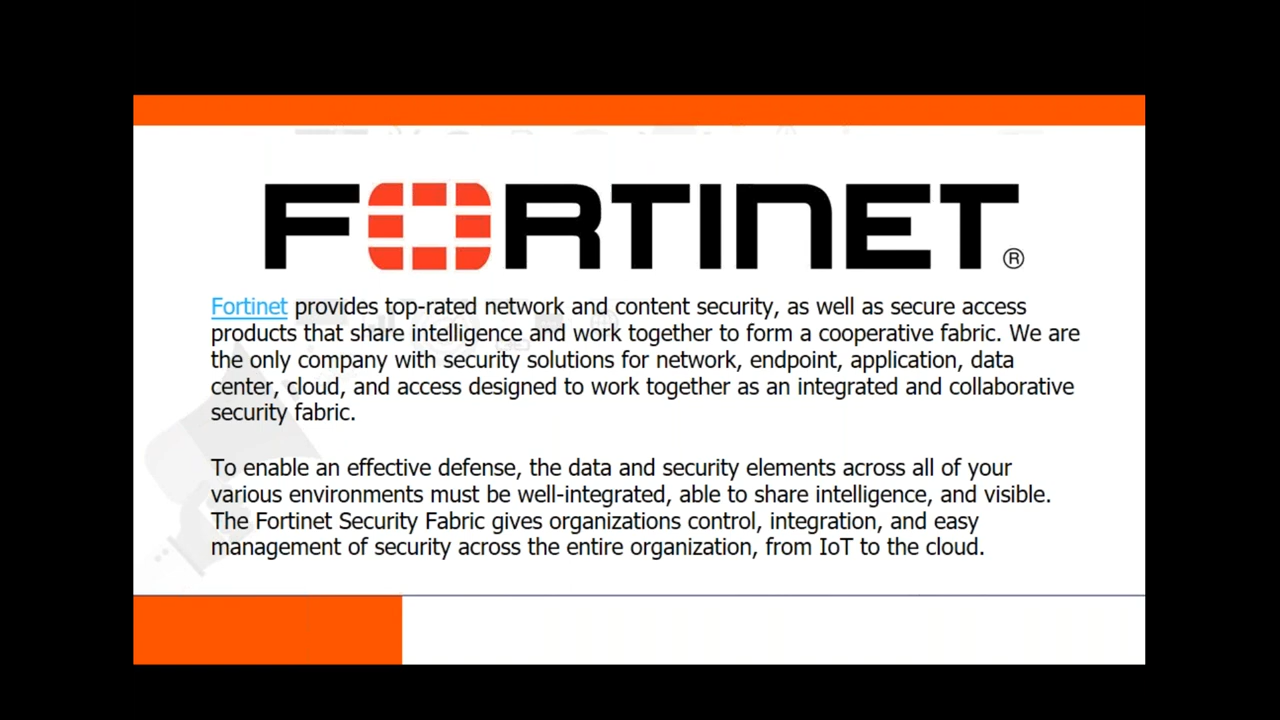 FORTINET®
Fortinet provides top-rated network and content security, as well as secure access
products that share intelligence and work together to form a cooperative fabric. We are
the only company with security solutions for network, endpoint, application, data
center, cloud, and access designed to work together as an integrated and collaborative
security fabric.
To enable an effective defense, the data and security elements across all of your
various environments must be well-integrated, able to share intelligence, and visible.
The Fortinet Security Fabric gives organizations control, integration, and easy
management of security across the entire organization, from IoT to the cloud.